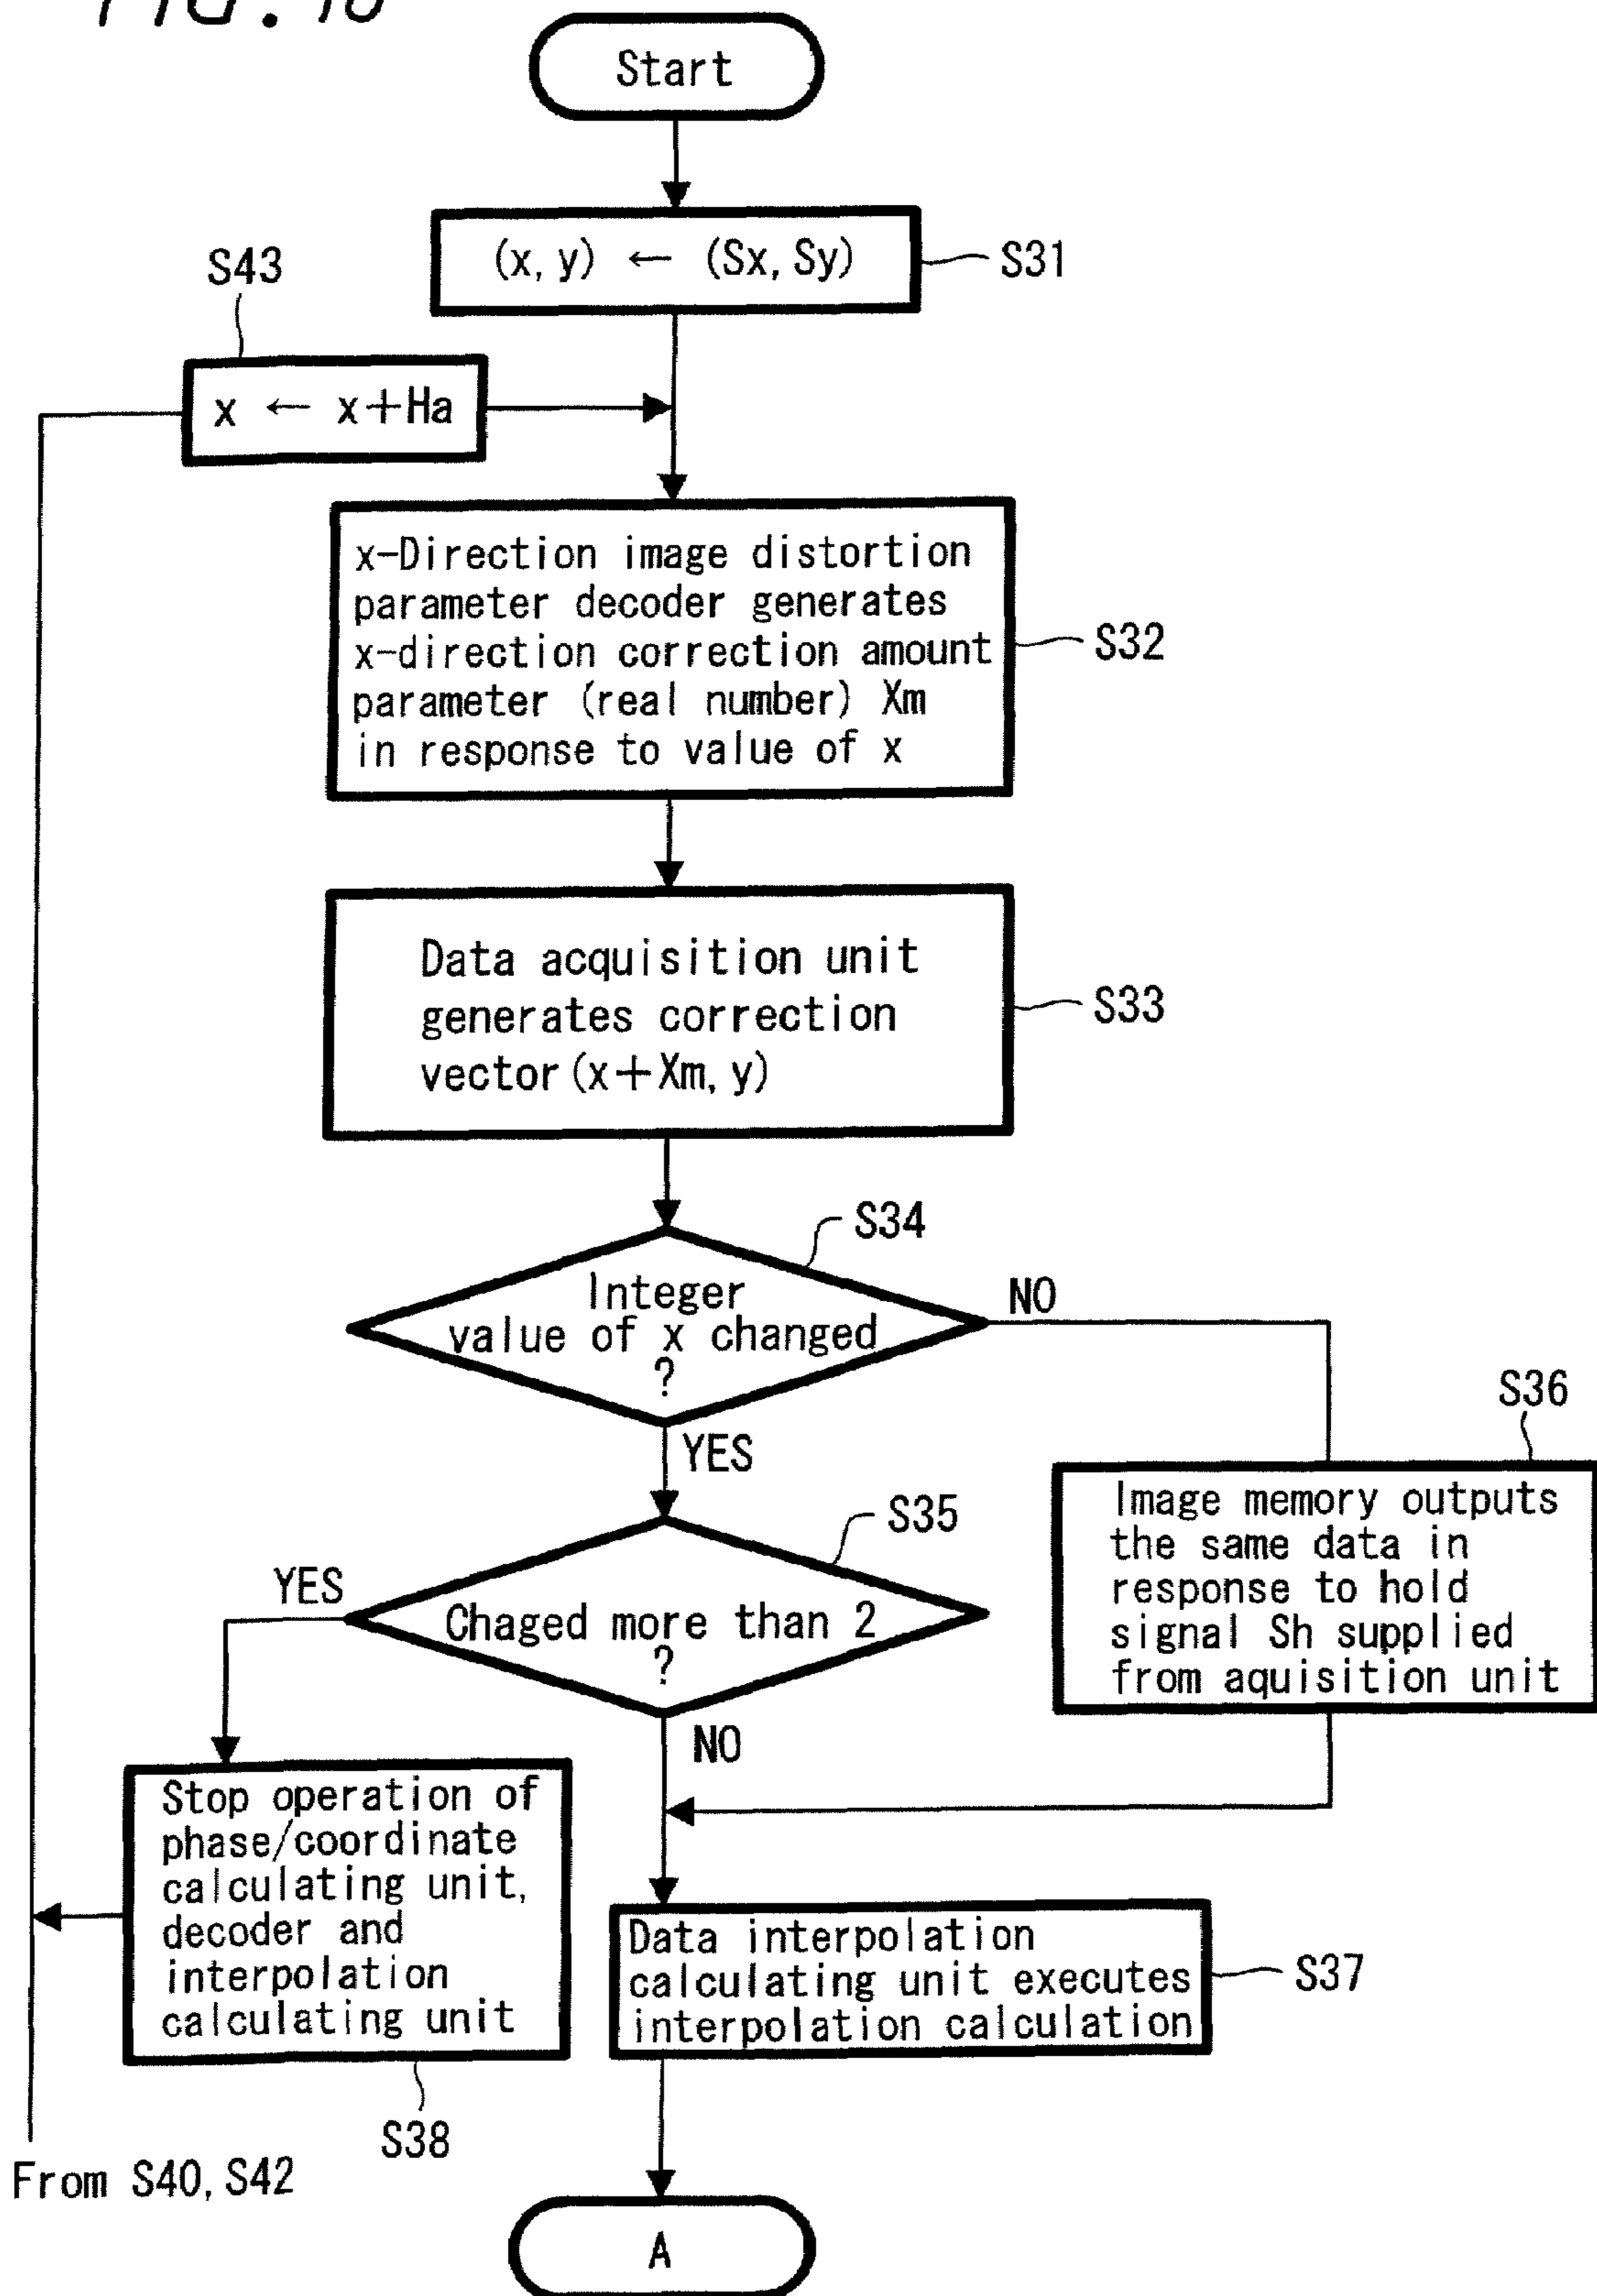 FIG. 10
Start
(x, y) ← (Sx, Sy)
S31
S43
x ← x+Ha
x-Direction image distortion
parameter decoder generates
x-direction correction amount
parameter (real number) Xm
in response to value of x
S32
Data acquisition unit
generates correction
vector(x+Xm, y)
S33
S34
Integer
value of x changed
?
NO
YES
S36
Image memory outputs
the same data in
response to hold
signal Sh supplied
from aquisition unit
S35
YES
Chaged more than 2
?
NO
Stop operation of
phase/coordinate
calculating unit,
decoder and
interpolation
calculating unit
S38
Data interpolation
calculating unit executes
interpolation calculation
S37
From S40, S42
A